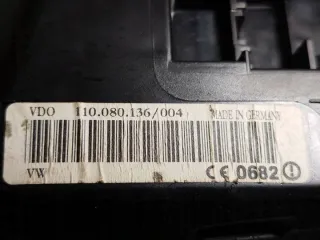 VDO 110.080.136/004 MADE IN GERMANY
VW CE 0682